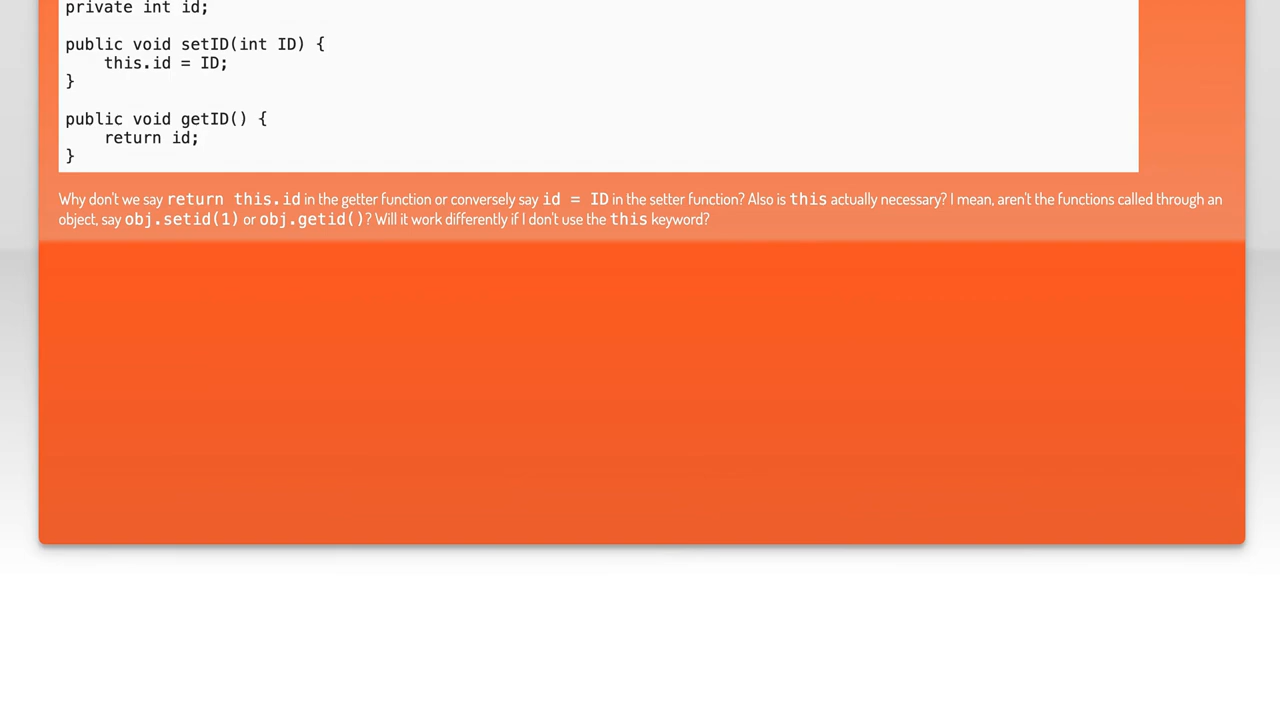 private int id;
public void setID(int ID) {
    this.id = ID;
}
public void getID() {
    return id;
}
Why don't we say return this.id in the getter function or conversely say id = ID in the setter function? Also is this actually necessary? I mean, aren't the functions called through an
object, say obj.setid(1) or obj.getid()? Will it work differently if I don't use the this keyword?